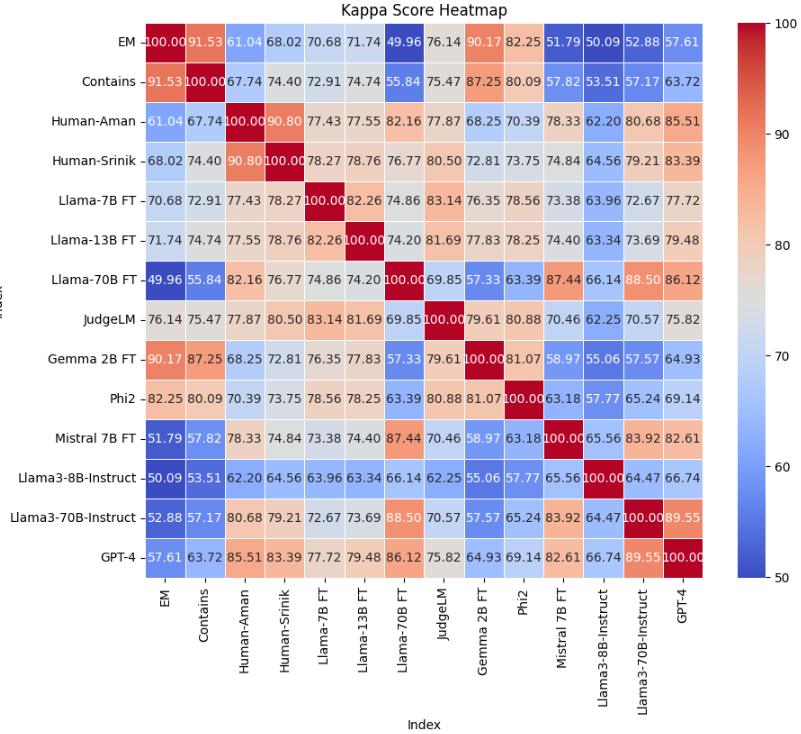 Kappa Score Heatmap
EM 100.00 91.53 61.04 68.02 70.68 71.74 49.96 76.14 90.17 82.25 51.79 50.09 52.88 57.61
Contains 91.53 100.00 67.74 74.40 72.91 74.74 55.84 75.47 87.25 80.09 57.82 53.51 57.17 63.72
Human-Aman 61.04 67.74 100.00 90.80 77.43 77.55 82.16 77.87 68.25 70.39 78.33 62.20 80.68 85.51
Human-Srinik 68.02 74.40 90.80 100.00 78.27 78.76 76.77 80.50 72.81 73.75 74.84 64.56 79.21 83.39
Llama-7B FT 70.68 72.91 77.43 78.27 100.00 82.26 74.86 83.14 76.35 78.56 73.38 63.96 72.67 77.72
Llama-13B FT 71.74 74.74 77.55 78.76 82.26 100.00 74.20 81.69 77.83 78.25 74.40 63.34 73.69 79.48
Llama-70B FT 49.96 55.84 82.16 76.77 74.86 74.20 100.00 69.85 57.33 63.39 87.44 66.14 88.50 86.12
JudgeLM 76.14 75.47 77.87 80.50 83.14 81.69 69.85 100.00 79.61 80.88 70.46 62.25 70.57 75.82
Gemma 2B FT 90.17 87.25 68.25 72.81 76.35 77.83 57.33 79.61 100.00 81.07 58.97 55.06 57.57 64.93
Phi2 82.25 80.09 70.39 73.75 78.56 78.25 63.39 80.88 81.07 100.00 63.18 57.77 65.24 69.14
Mistral 7B FT 51.79 57.82 78.33 74.84 73.38 74.40 87.44 70.46 58.97 63.18 100.00 65.56 83.92 82.61
Llama3-8B-Instruct 50.09 53.51 62.20 64.56 63.96 63.34 66.14 62.25 55.06 57.77 65.56 100.00 64.47 66.74
Llama3-70B-Instruct 52.88 57.17 80.68 79.21 72.67 73.69 88.50 70.57 57.57 65.24 83.92 64.47 100.00 89.55
GPT-4 57.61 63.72 85.51 83.39 77.72 79.48 86.12 75.82 64.93 69.14 82.61 66.74 89.55 100.00
EM
Contains
Human-Aman
Human-Srinik
Llama-7B FT
Llama-13B FT
Llama-70B FT
JudgeLM
Gemma 2B FT
Phi2
Mistral 7B FT
Llama3-8B-Instruct
Llama3-70B-Instruct
GPT-4
Index
100
90
80
70
60
50